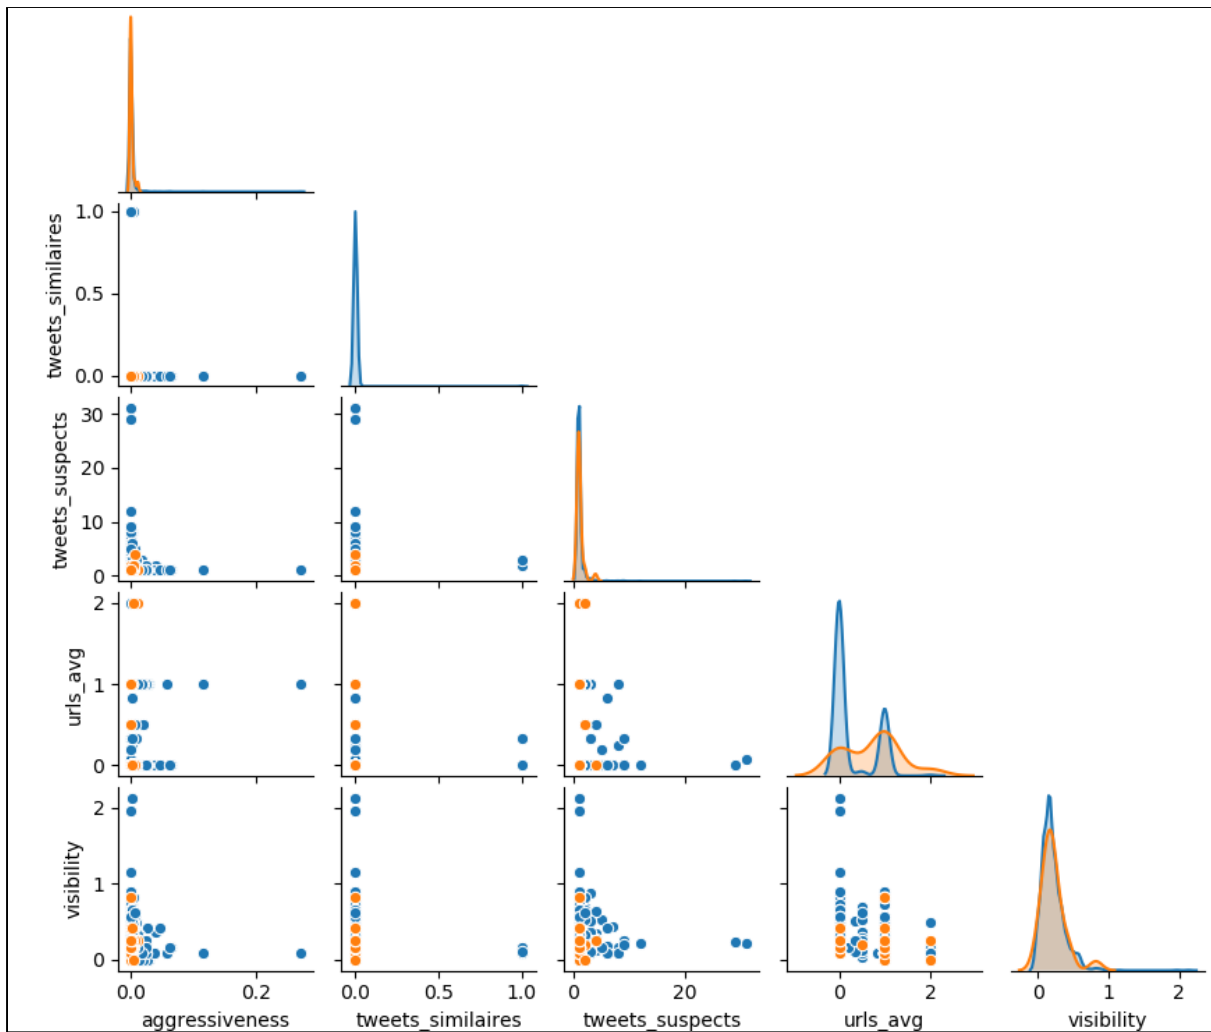 1.0
0.5
0.0
tweets_similaires
30
20
10
0
tweets_suspects
2
1
0
urls_avg
2
1
0
visibility
0.0 0.2 0.0 0.5 1.0 0 20 0 2 0 1 2
aggressiveness tweets_similaires tweets_suspects urls_avg visibility